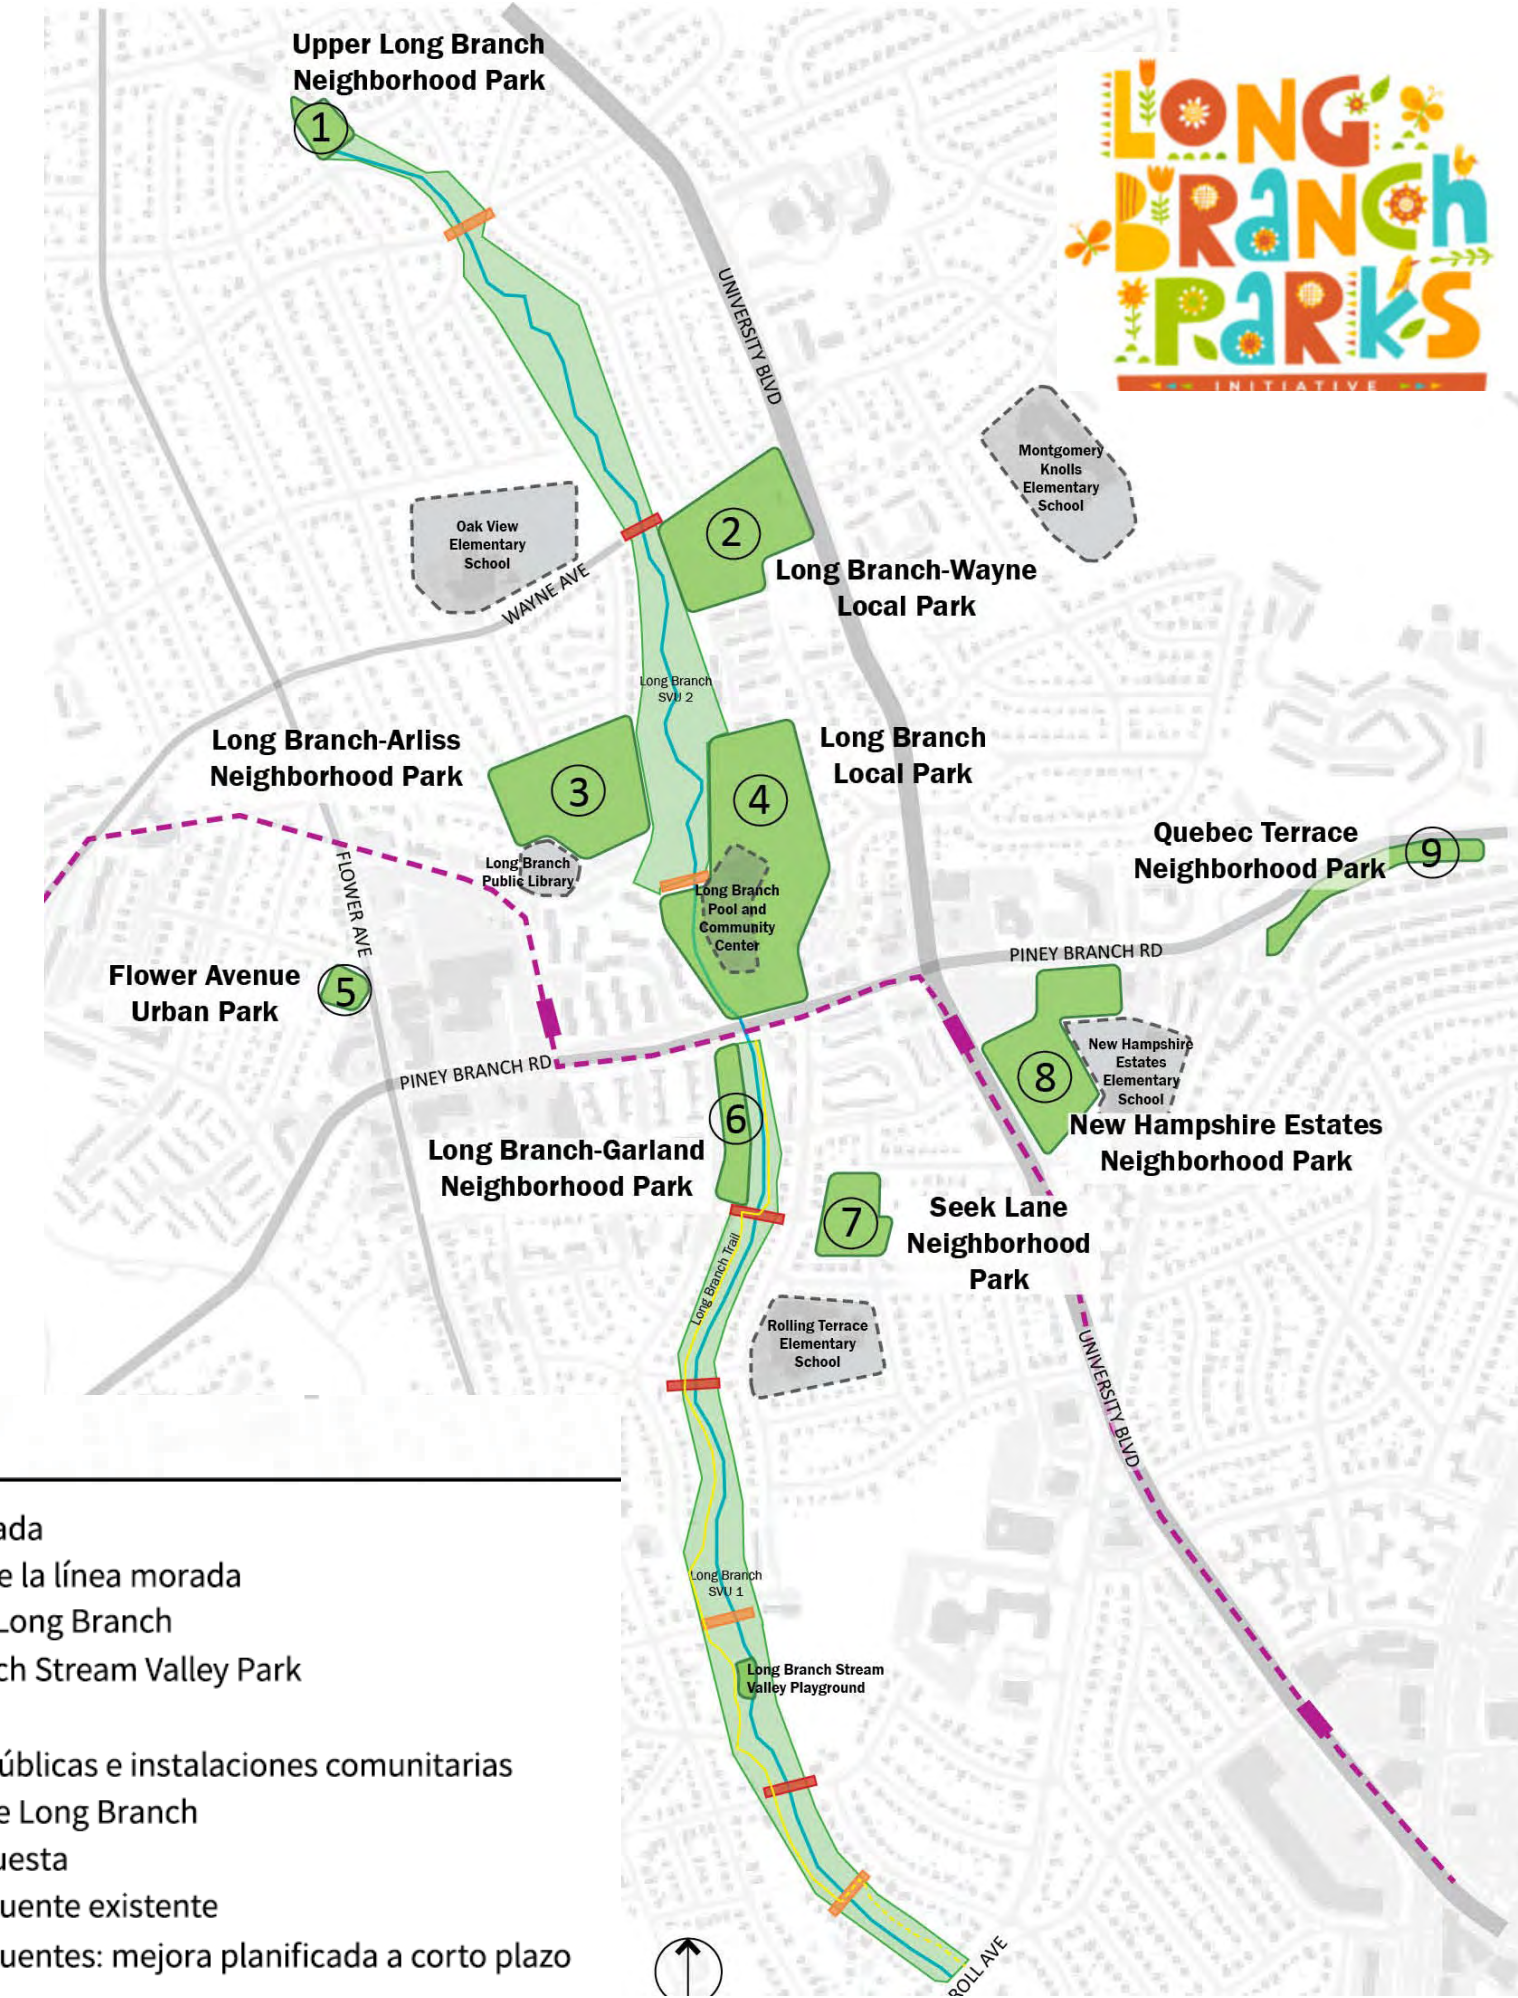 Upper Long Branch
Neighborhood Park
1
LONG
BRANCH
PARKS
INITIATIVE
UNIVERSITY BLVD
Montgomery
Knolls
Elementary
School
Oak View
Elementary
School
2
WAYNE AVE
Long Branch-Wayne
Local Park
Long Branch
SVU 2
Long Branch-Arliss
Neighborhood Park
3
Long Branch
Local Park
4
Quebec Terrace
Neighborhood Park
9
Long Branch
Public Library
FLOWER AVE
Long Branch
Pool and
Community
Center
PINEY BRANCH RD
Flower Avenue
Urban Park
5
PINEY BRANCH RD
New Hampshire
Estates
Elementary
School
8
6
New Hampshire Estates
Neighborhood Park
Long Branch-Garland
Neighborhood Park
7
Seek Lane
Neighborhood
Park
Long Branch Trail
Rolling Terrace
Elementary
School
UNIVERSITY BLVD
ada
e la línea morada
Long Branch
ch Stream Valley Park
úblicas e instalaciones comunitarias
e Long Branch
uesta
uente existente
uentes: mejora planificada a corto plazo
Long Branch
SVU 1
Long Branch Stream
Valley Playground
ROLL AVE